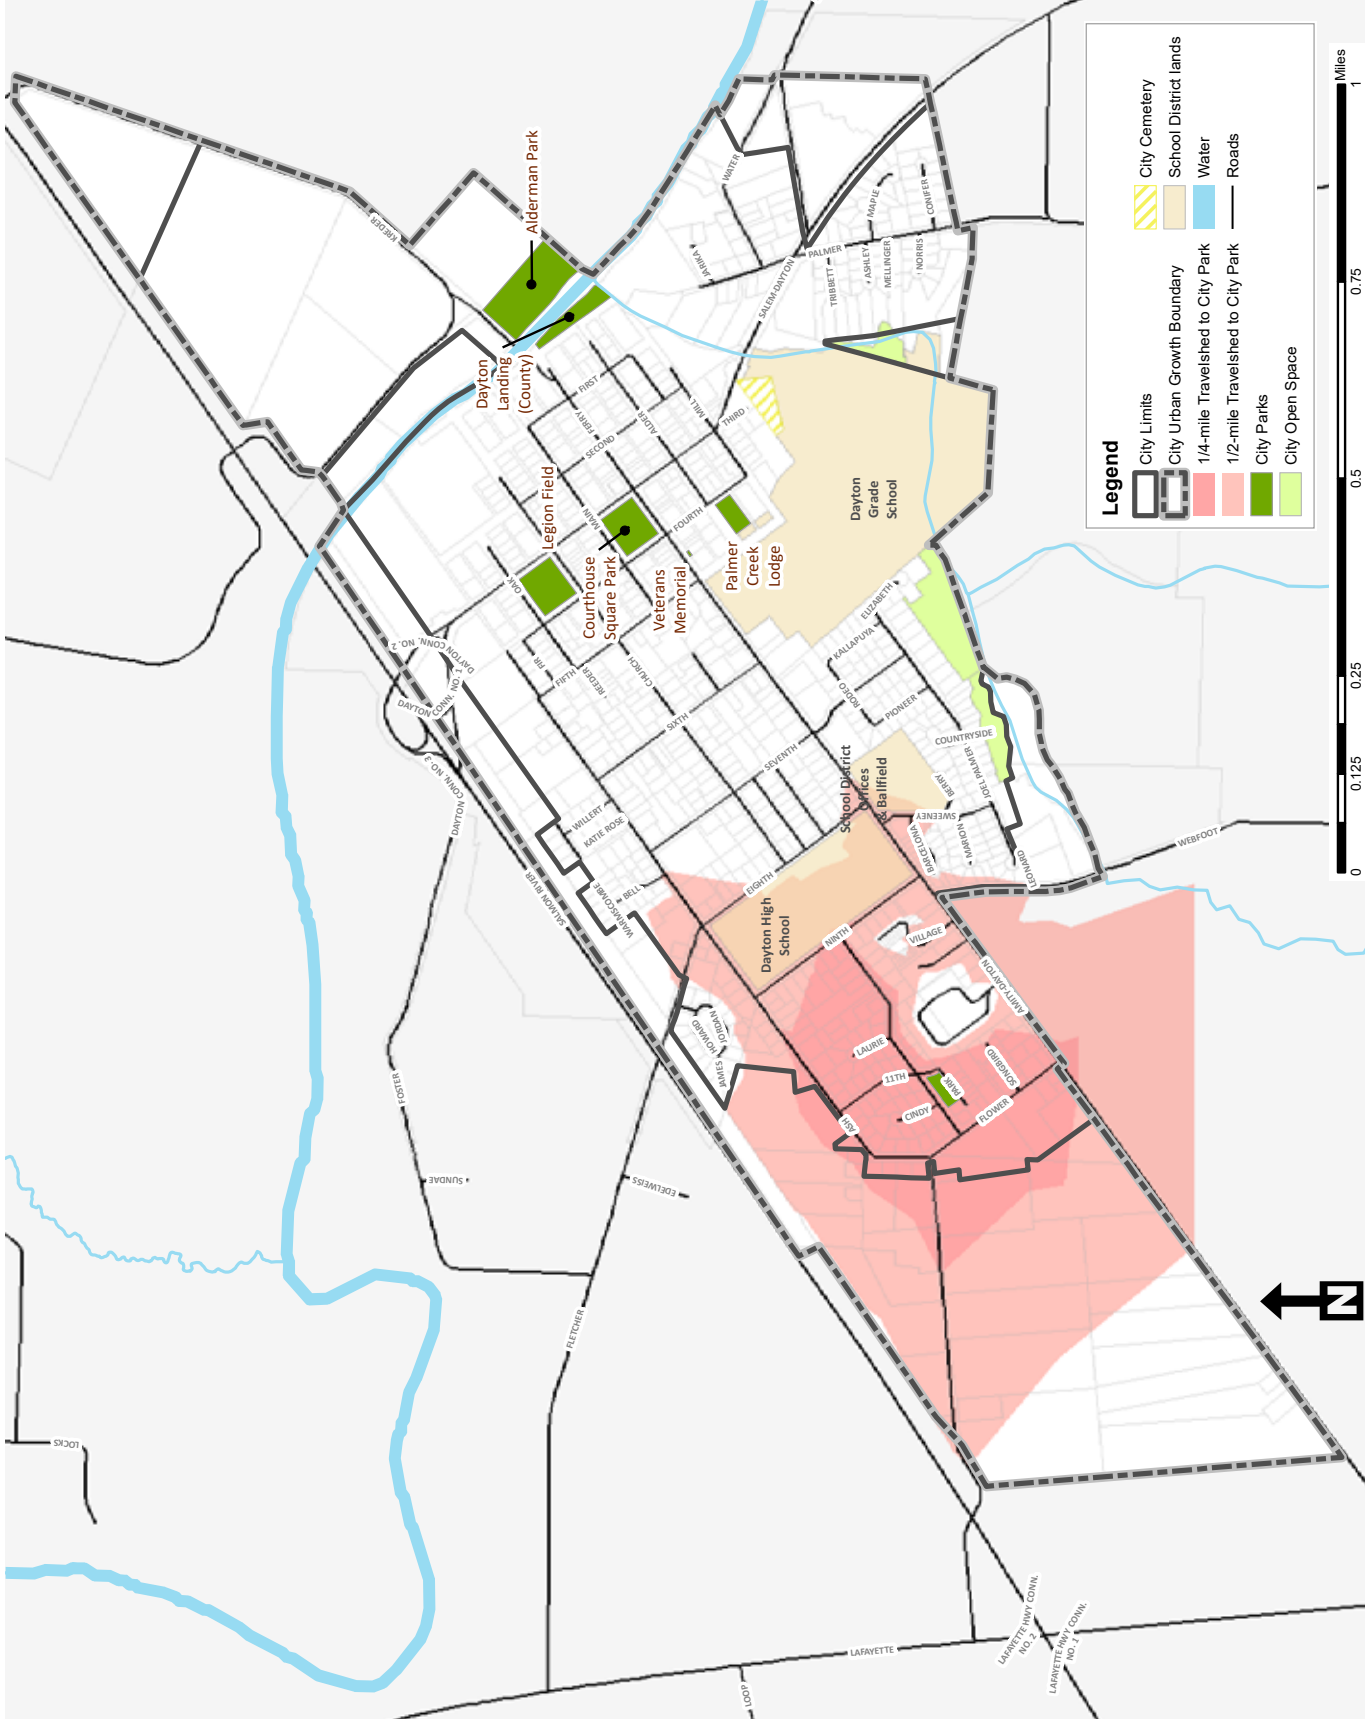 LOCKS
SUNDAE
FOSTER
EDELWEISS
FLETCHER
LAFAYETTE
LOOP
LAFAYETTE HWY CONN.
NO. 2
LAFAYETTE HWY CONN.
NO. 1
KREDER
Alderman Park
Dayton
Landing
(County)
Legion Field
Courthouse
Square Park
Veterans
Memorial
Palmer
Creek
Lodge
Dayton
Grade
School
School District
Offices
& Ballfield
Dayton High
School
DAYTON CONN. NO. 2
DAYTON CONN. NO. 1
DAYTON CONN. NO. 3
DAYTON
SALMON RIVER
WATER
JARIKA
PALMER
SALEM-DAYTON
TRIBBETT
ASHLEY
MELLINGER
NORRIS
MAPLE
CONIFER
FIRST
FERRY
SECOND
ALDER
MILL
THIRD
MAIN
FOURTH
OAK
FIR
FIFTH
REEDER
CHURCH
SIXTH
SEVENTH
WILLERT
KATIE ROSE
WARMISCOMBE
BELL
EIGHTH
NINTH
VILLAGE
AMITY-DAYTON
JAMES
HOWARD
JORDAN
LAURIE
11TH
PARK
CINDY
ASH
FLOWER
SONGBIRD
ELIZABETH
KALLAPUYA
RODEO
PIONEER
COUNTRYSIDE
JOEL PALMER
BERRY
SWEENEY
BARCELONA
MARION
LEONARD
WEBFOOT
Legend
City Limits
City Urban Growth Boundary
1/4-mile Travelshed to City Park
1/2-mile Travelshed to City Park
City Parks
City Open Space
City Cemetery
School District lands
Water
Roads
0 0.125 0.25 0.5 0.75 1
Miles
N